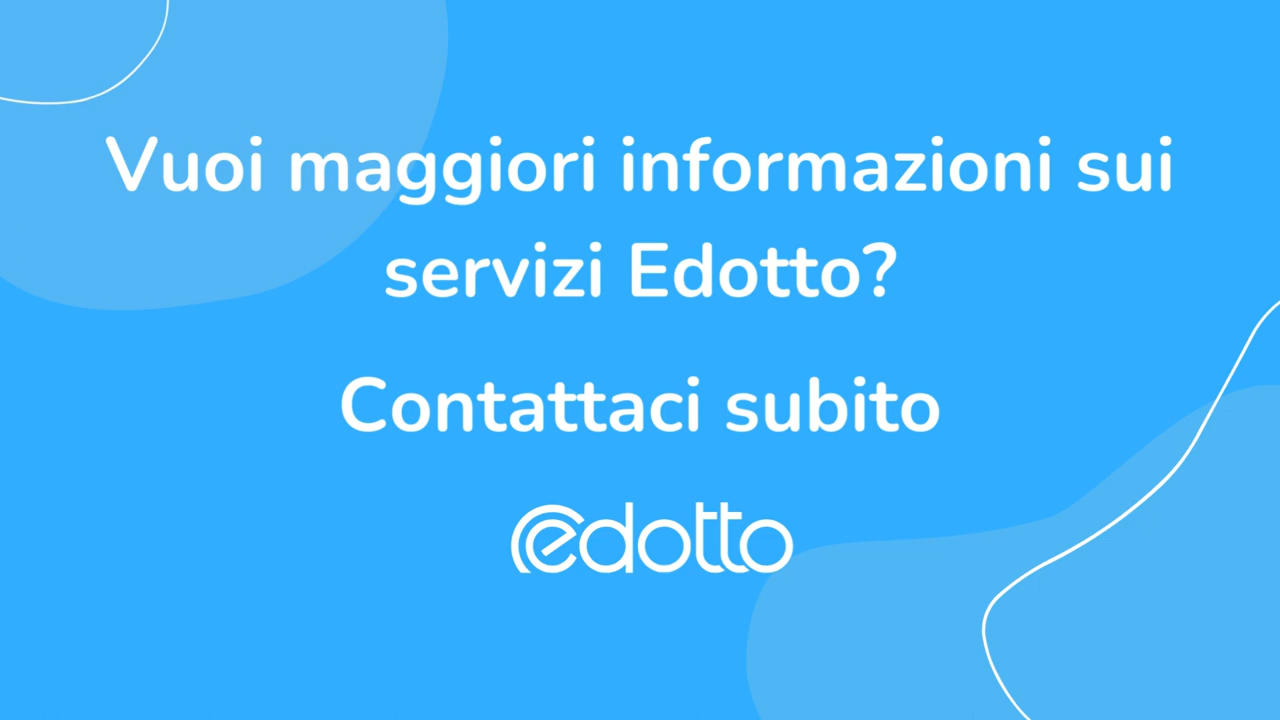 Vuoi maggiori informazioni sui
servizi Edotto?
Contattaci subito
edotto